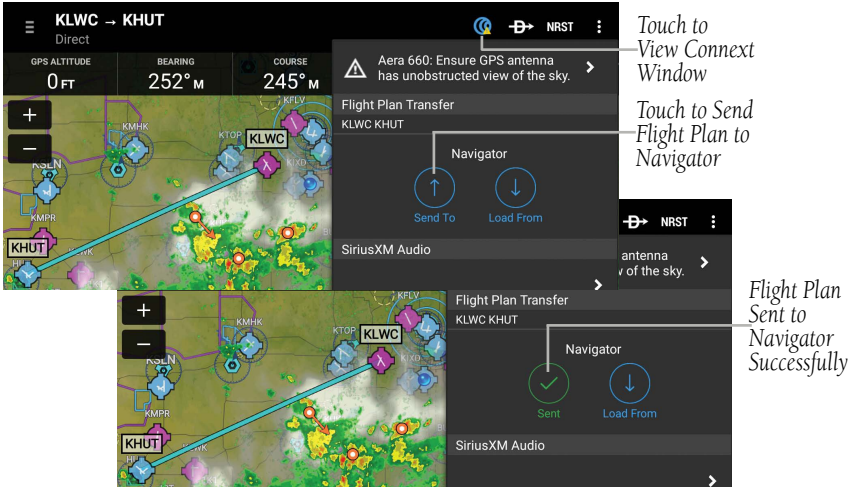 KLWC → KHUT
Direct
NRST
Touch to
View Connext
Window
GPS ALTITUDE
0 FT
BEARING
252° M
COURSE
245° M
Aera 660: Ensure GPS antenna
has unobstructed view of the sky.
Flight Plan Transfer
KLWC KHUT
Touch to Send
Flight Plan to
Navigator
Navigator
Send To
Load From
SiriusXM Audio
+
−
KFLV
KMHK
KTOP
KLWC
KIXD
KSLN
KMPR
KHUT
NRST
antenna
of the sky.
Flight Plan Transfer
KLWC KHUT
Flight Plan
Sent to
Navigator
Successfully
Navigator
Sent
Load From
SiriusXM Audio
+
−
KFLV
KMHK
KTOP
KLWC
KIXD
KSLN
KMPR
KHUT